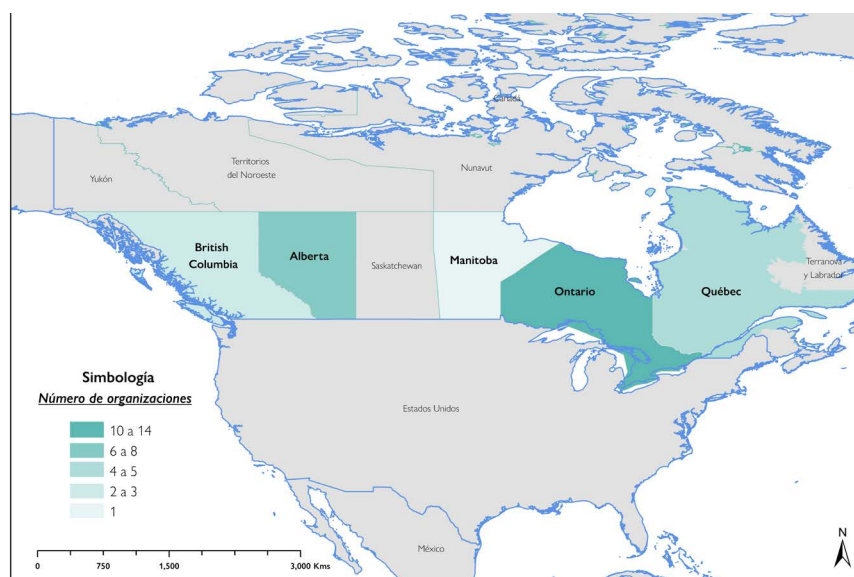 Canadá
Yukón
Territorios
del Noroeste
Nunavut
British
Columbia
Alberta
Saskatchewan
Manitoba
Ontario
Québec
Terranova
y Labrador
Estados Unidos
México
Simbología
Número de organizaciones
10 a 14
6 a 8
4 a 5
2 a 3
1
0 750 1,500 3,000 Kms
N